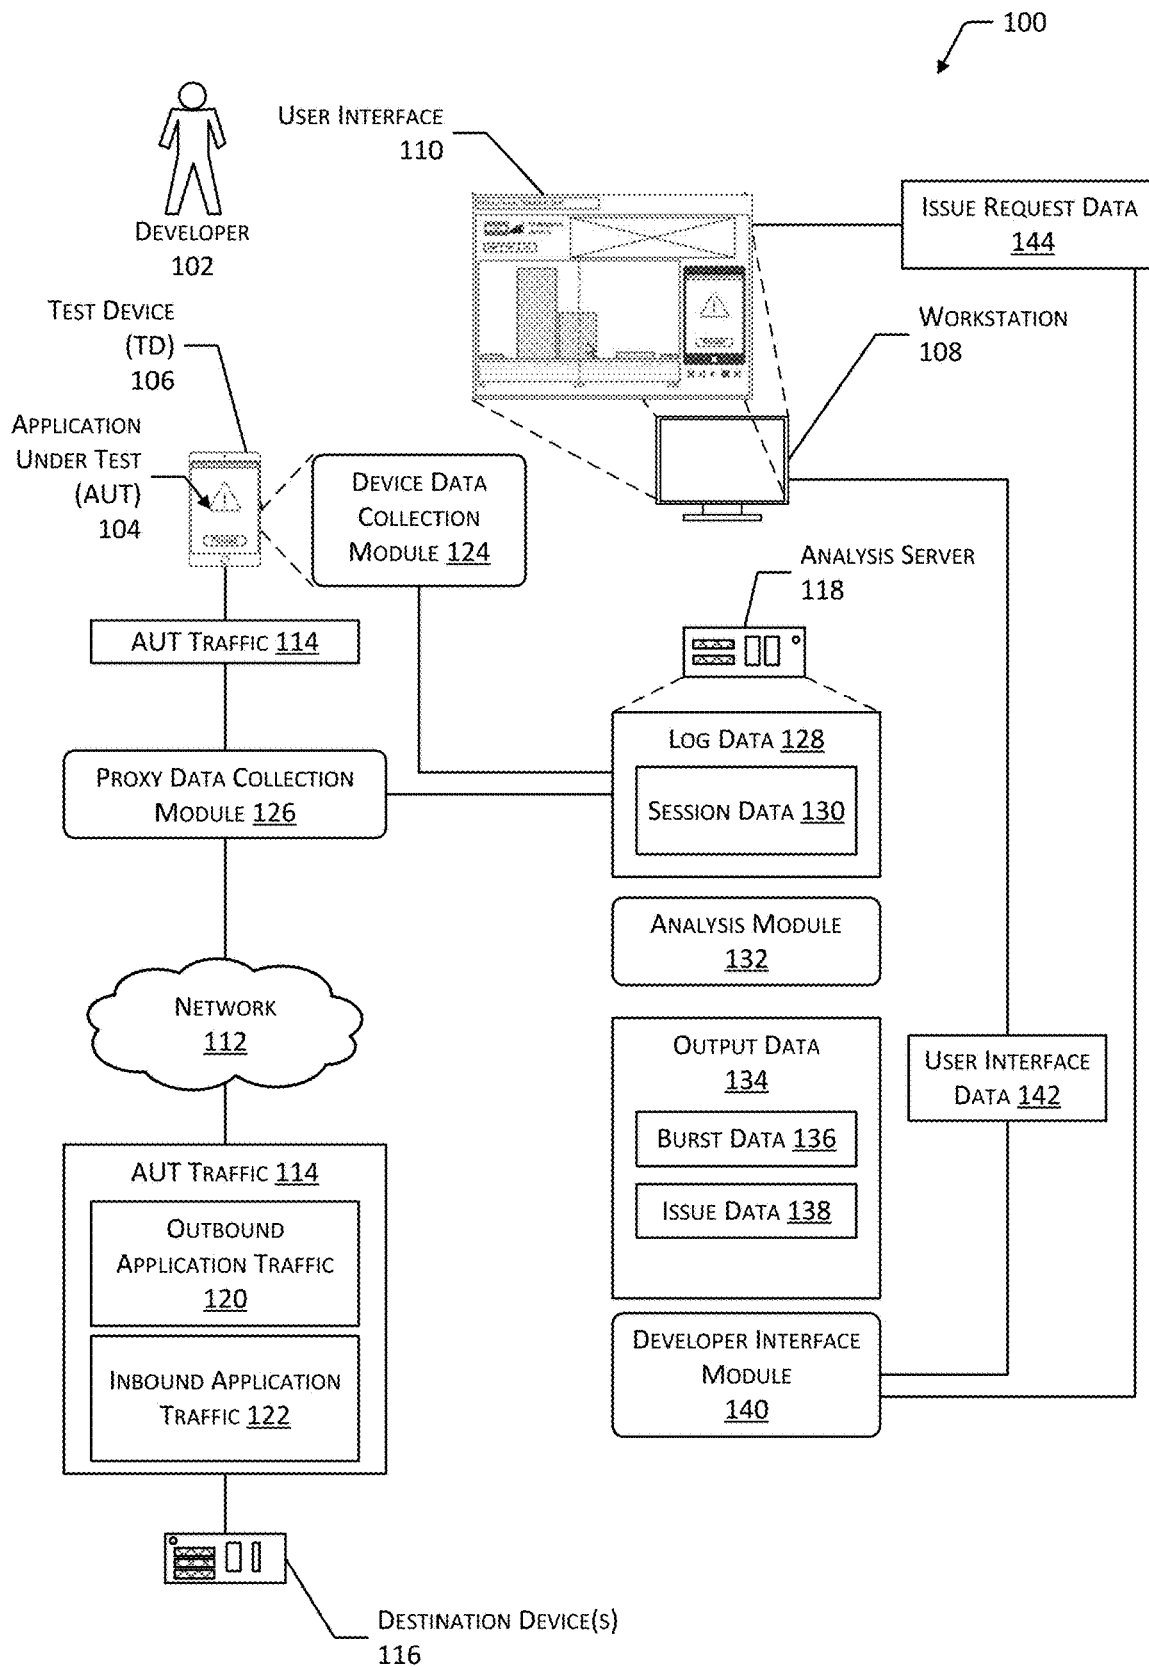 100
DEVELOPER
102
USER INTERFACE
110
ISSUE REQUEST DATA
144
TEST DEVICE
(TD)
106
WORKSTATION
108
APPLICATION
UNDER TEST
(AUT)
104
DEVICE DATA
COLLECTION
MODULE 124
ANALYSIS SERVER
118
AUT TRAFFIC 114
LOG DATA 128
SESSION DATA 130
PROXY DATA COLLECTION
MODULE 126
ANALYSIS MODULE
132
NETWORK
112
OUTPUT DATA
134
BURST DATA 136
ISSUE DATA 138
USER INTERFACE
DATA 142
AUT TRAFFIC 114
OUTBOUND
APPLICATION TRAFFIC
120
INBOUND APPLICATION
TRAFFIC 122
DEVELOPER INTERFACE
MODULE
140
DESTINATION DEVICE(S)
116